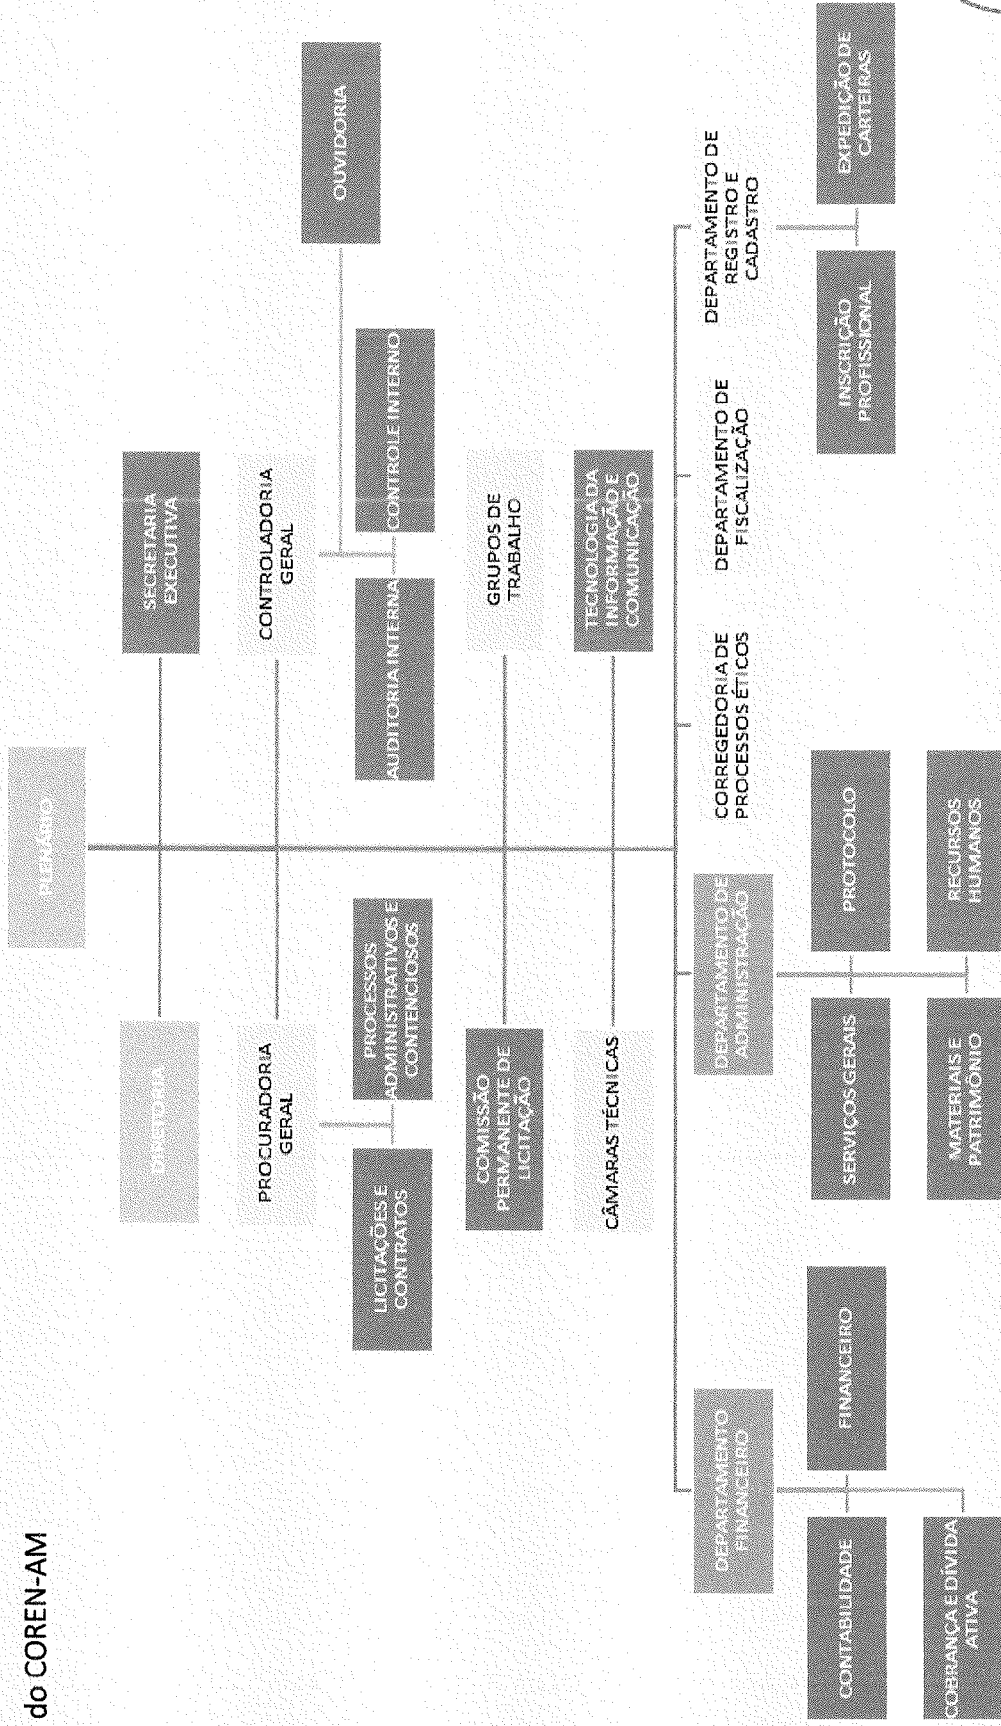 do COREN-AM
PLENÁRIO
DIRETORIA
SECRETARIA
EXECUTIVA
PROCURADORIA
GERAL
CONTROLADORIA
GERAL
OUVIDORIA
LICITAÇÕES E
CONTRATOS
PROCESSOS
ADMINISTRATIVOS E
CONTENCIOSOS
AUDITORIA INTERNA
CONTROLE INTERNO
COMISSÃO
PERMANENTE DE
LICITAÇÃO
GRUPOS DE
TRABALHO
CÂMARAS TÉCNICAS
TECNOLOGIA DA
INFORMAÇÃO E
COMUNICAÇÃO
DEPARTAMENTO
FINANCEIRO
DEPARTAMENTO DE
ADMINISTRAÇÃO
CORREGEDORIA DE
PROCESSOS ÉTICOS
DEPARTAMENTO DE
FISCALIZAÇÃO
DEPARTAMENTO DE
REGISTRO E
CADASTRO
CONTABILIDADE
FINANCEIRO
SERVIÇOS GERAIS
PROTOCOLO
INSCRIÇÃO
PROFISSIONAL
EXPEDIÇÃO DE
CARTEIRAS
COBRANÇA E DÍVIDA
ATIVA
MATERIAIS E
PATRIMÔNIO
RECURSOS
HUMANOS